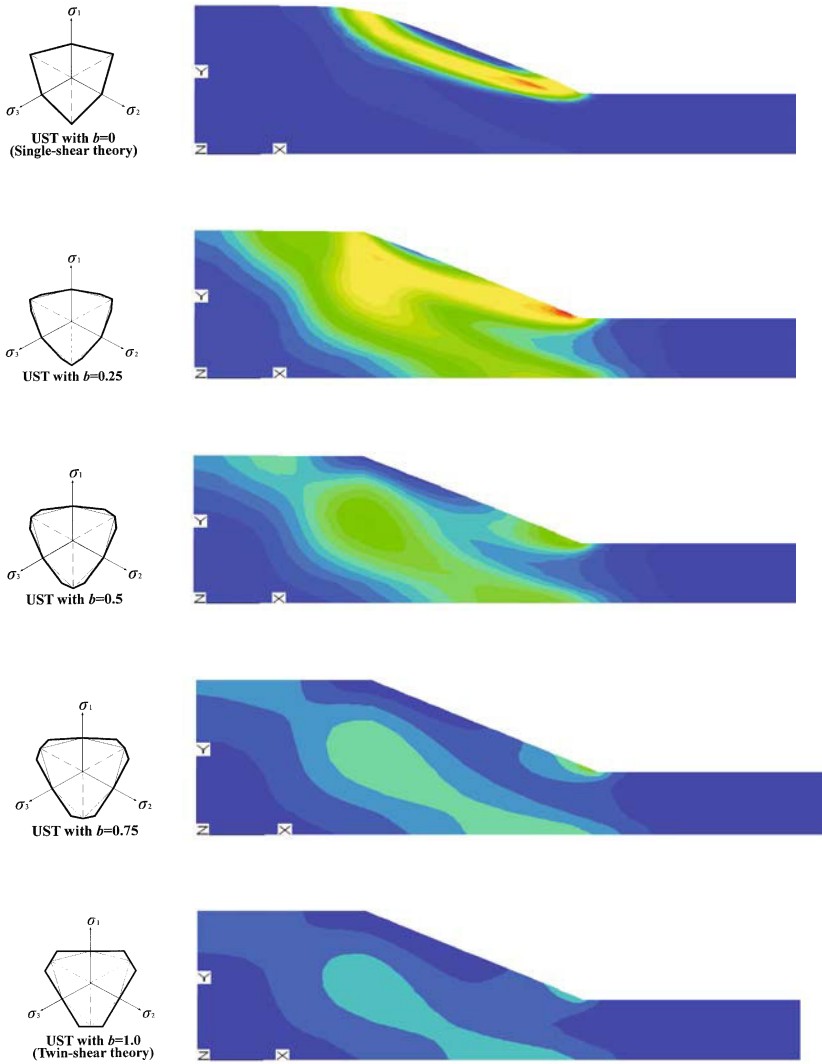 σ1
σ3
σ2
UST with b=0
(Single-shear theory)
Y
Z
X
σ1
σ3
σ2
UST with b=0.25
Y
Z
X
σ1
σ3
σ2
UST with b=0.5
Y
Z
X
σ1
σ3
σ2
UST with b=0.75
Y
Z
X
σ1
σ3
σ2
UST with b=1.0
(Twin-shear theory)
Y
Z
X